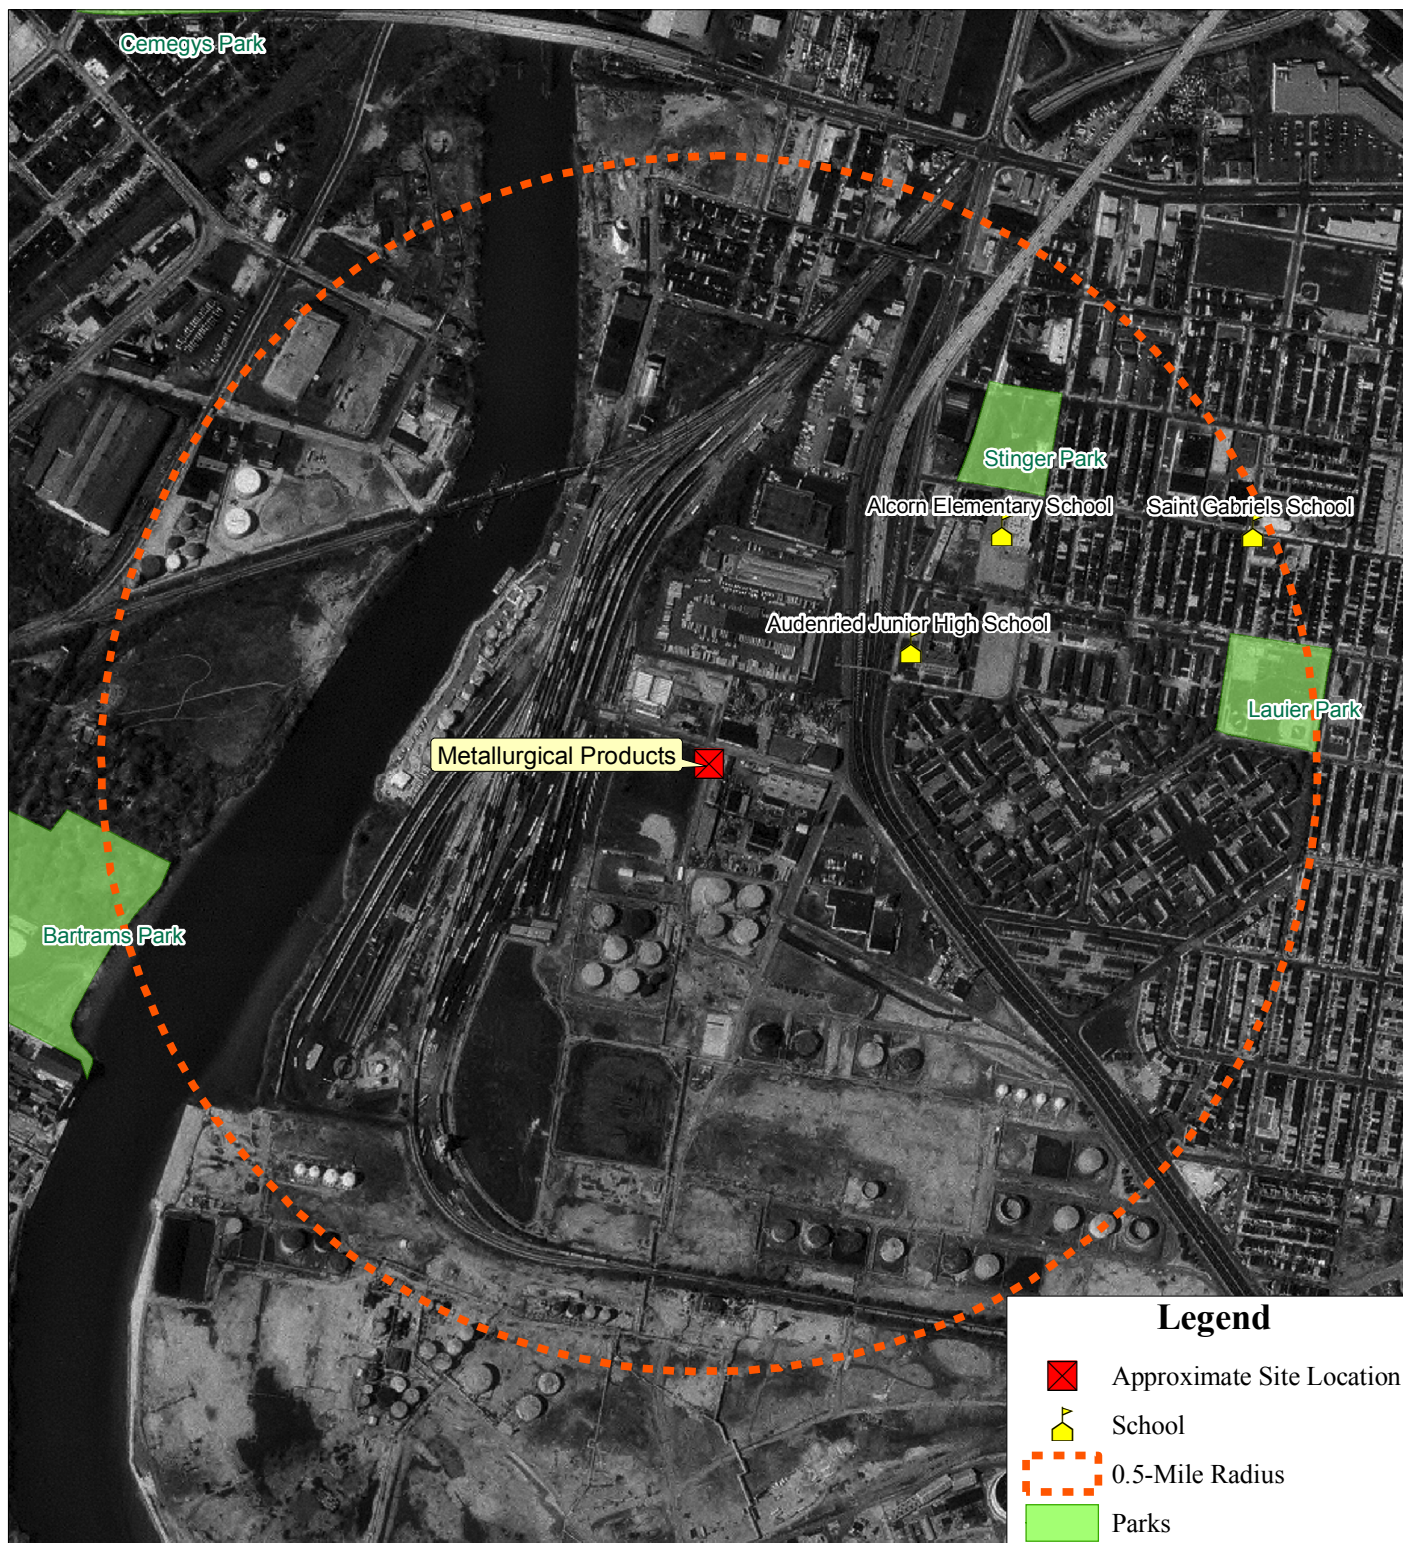 Cemegys Park
Stinger Park
Alcorn Elementary School
Saint Gabriels School
Audenried Junior High School
Lauier Park
Metallurgical Products
Bartrams Park
Legend
Approximate Site Location
School
0.5-Mile Radius
Parks